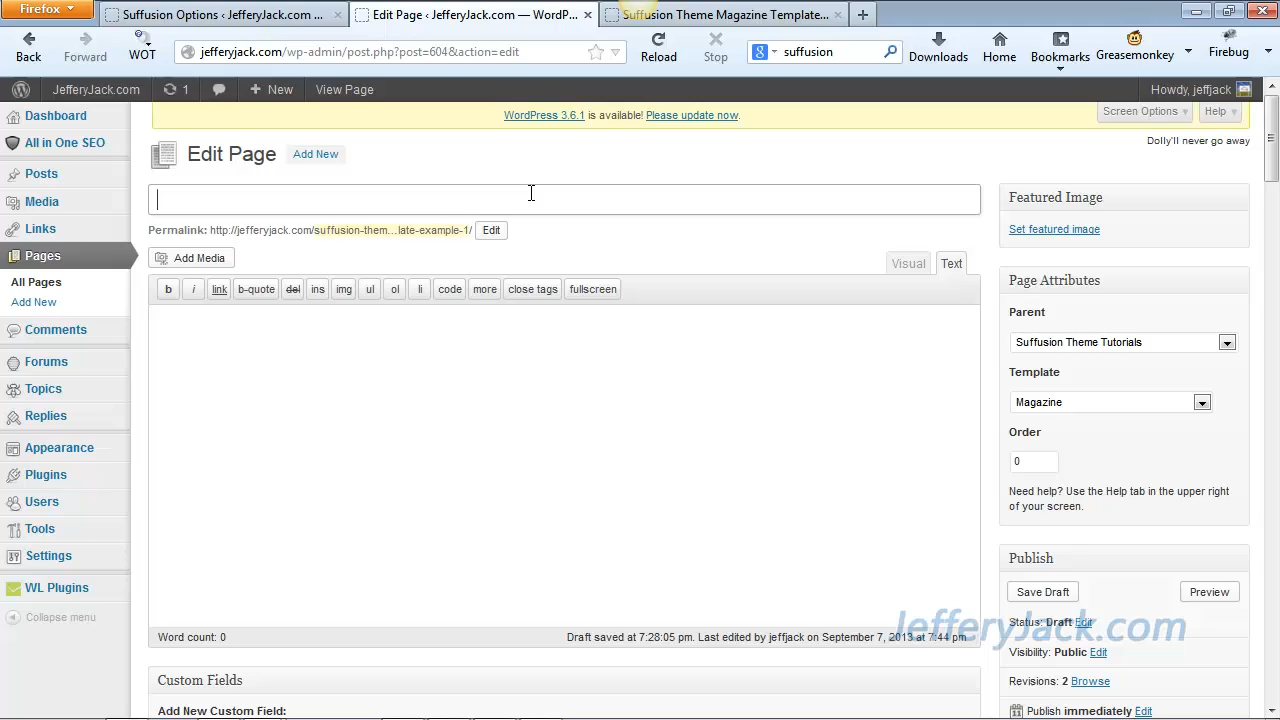 Firefox
Suffusion Options ‹ JefferyJack.com ...
Edit Page ‹ JefferyJack.com — WordP...
Suffusion Theme Magazine Template...
Back
Forward
WOT
jefferyjack.com/wp-admin/post.php?post=604&action=edit
Reload
Stop
suffusion
Downloads
Home
Bookmarks
Greasemonkey
Firebug
JefferyJack.com
1
New
View Page
Howdy, jeffjack
WordPress 3.6.1 is available! Please update now.
Screen Options
Help
Dolly'll never go away
Dashboard
All in One SEO
Posts
Media
Links
Pages
All Pages
Add New
Comments
Forums
Topics
Replies
Appearance
Plugins
Users
Tools
Settings
WL Plugins
Collapse menu
Edit Page
Add New
Permalink: http://jefferyjack.com/suffusion-them...late-example-1/ Edit
Add Media
Visual
Text
b
i
link
b-quote
del
ins
img
ul
ol
li
code
more
close tags
fullscreen
Word count: 0
Draft saved at 7:28:05 pm. Last edited by jeffjack on September 7, 2013 at 7:44 pm
Custom Fields
Add New Custom Field:
Featured Image
Set featured image
Page Attributes
Parent
Suffusion Theme Tutorials
Template
Magazine
Order
0
Need help? Use the Help tab in the upper right
of your screen.
Publish
Save Draft
Preview
Status: Draft Edit
JefferyJack.com
Visibility: Public Edit
Revisions: 2 Browse
Publish immediately Edit